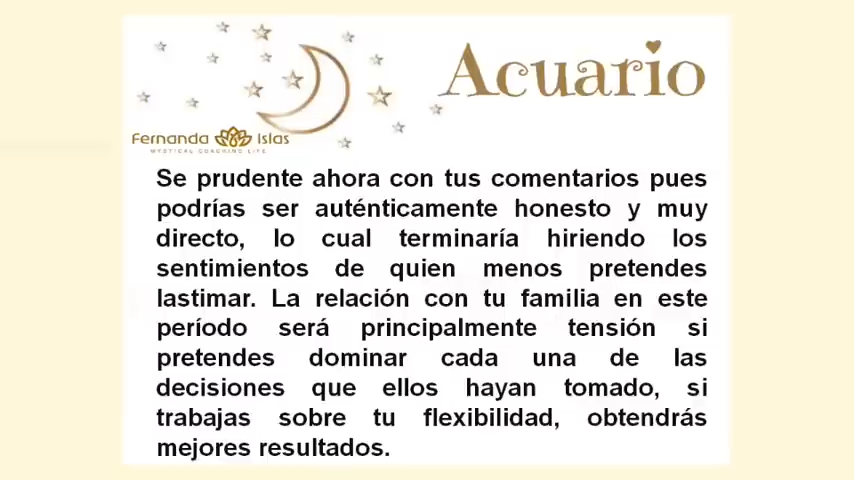 Acuario
Fernanda Islas
MYSTICAL COACHING LIFE
Se prudente ahora con tus comentarios pues
podrías ser auténticamente honesto y muy
directo, lo cual terminaría hiriendo los
sentimientos de quien menos pretendes
lastimar. La relación con tu familia en este
período será principalmente tensión si
pretendes dominar cada una de las
decisiones que ellos hayan tomado, si
trabajas sobre tu flexibilidad, obtendrás
mejores resultados.